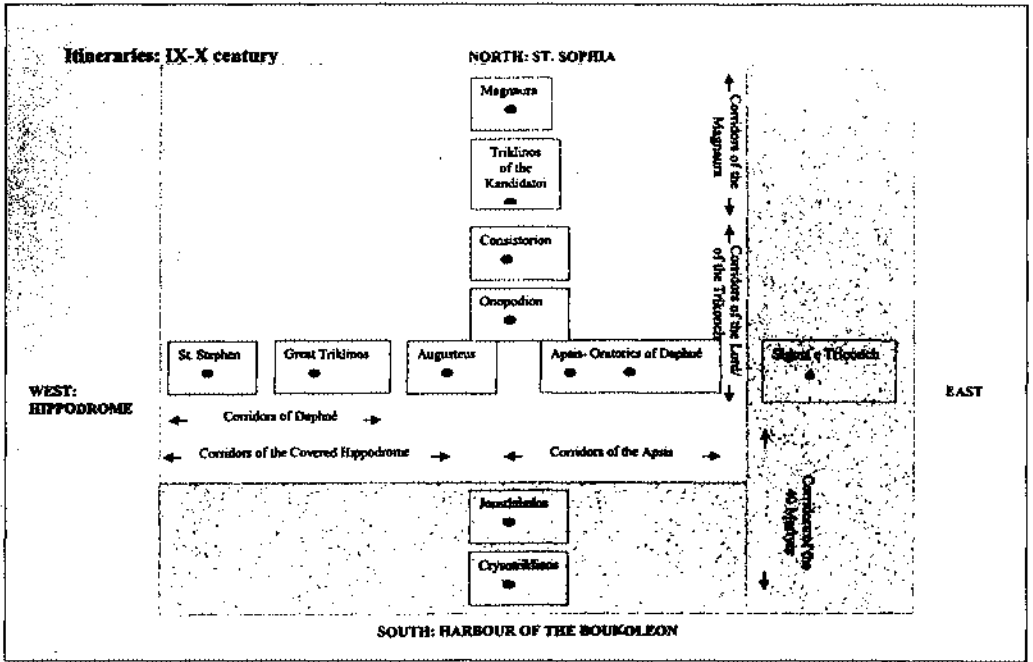 Itineraries: IX-X century
NORTH: ST. SOPHIA
Magnaura
Triklinos
of the
Kandidatoi
Consistorion
Onopodion
Corridors of the
Magnaura
Corridors of the Lord/
of the Trikonch
St. Stephen
Great Triklinos
Augusteus
Apsis- Oratories of Daphné
Sigma e Triconch
WEST:
HIPPODROME
EAST
Corridors of Daphné
Corridors of the Covered Hippodrome
Corridors of the Apsis
Corridors of the
40 Martyrs
Crysotriklinos
SOUTH: HARBOUR OF THE BOUKOLEON